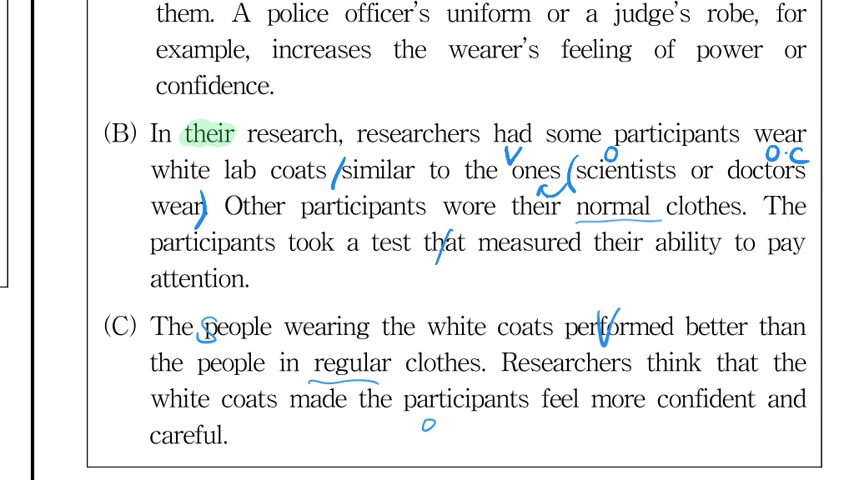 them. A police officer's uniform or a judge's robe, for
example, increases the wearer's feeling of power or
confidence.
(B) In their research, researchers had some participants wear
white lab coats similar to the ones scientists or doctors
wear. Other participants wore their normal clothes. The
participants took a test that measured their ability to pay
attention.
(C) The people wearing the white coats performed better than
the people in regular clothes. Researchers think that the
white coats made the participants feel more confident and
careful.
V
O
O.C
S
V
O